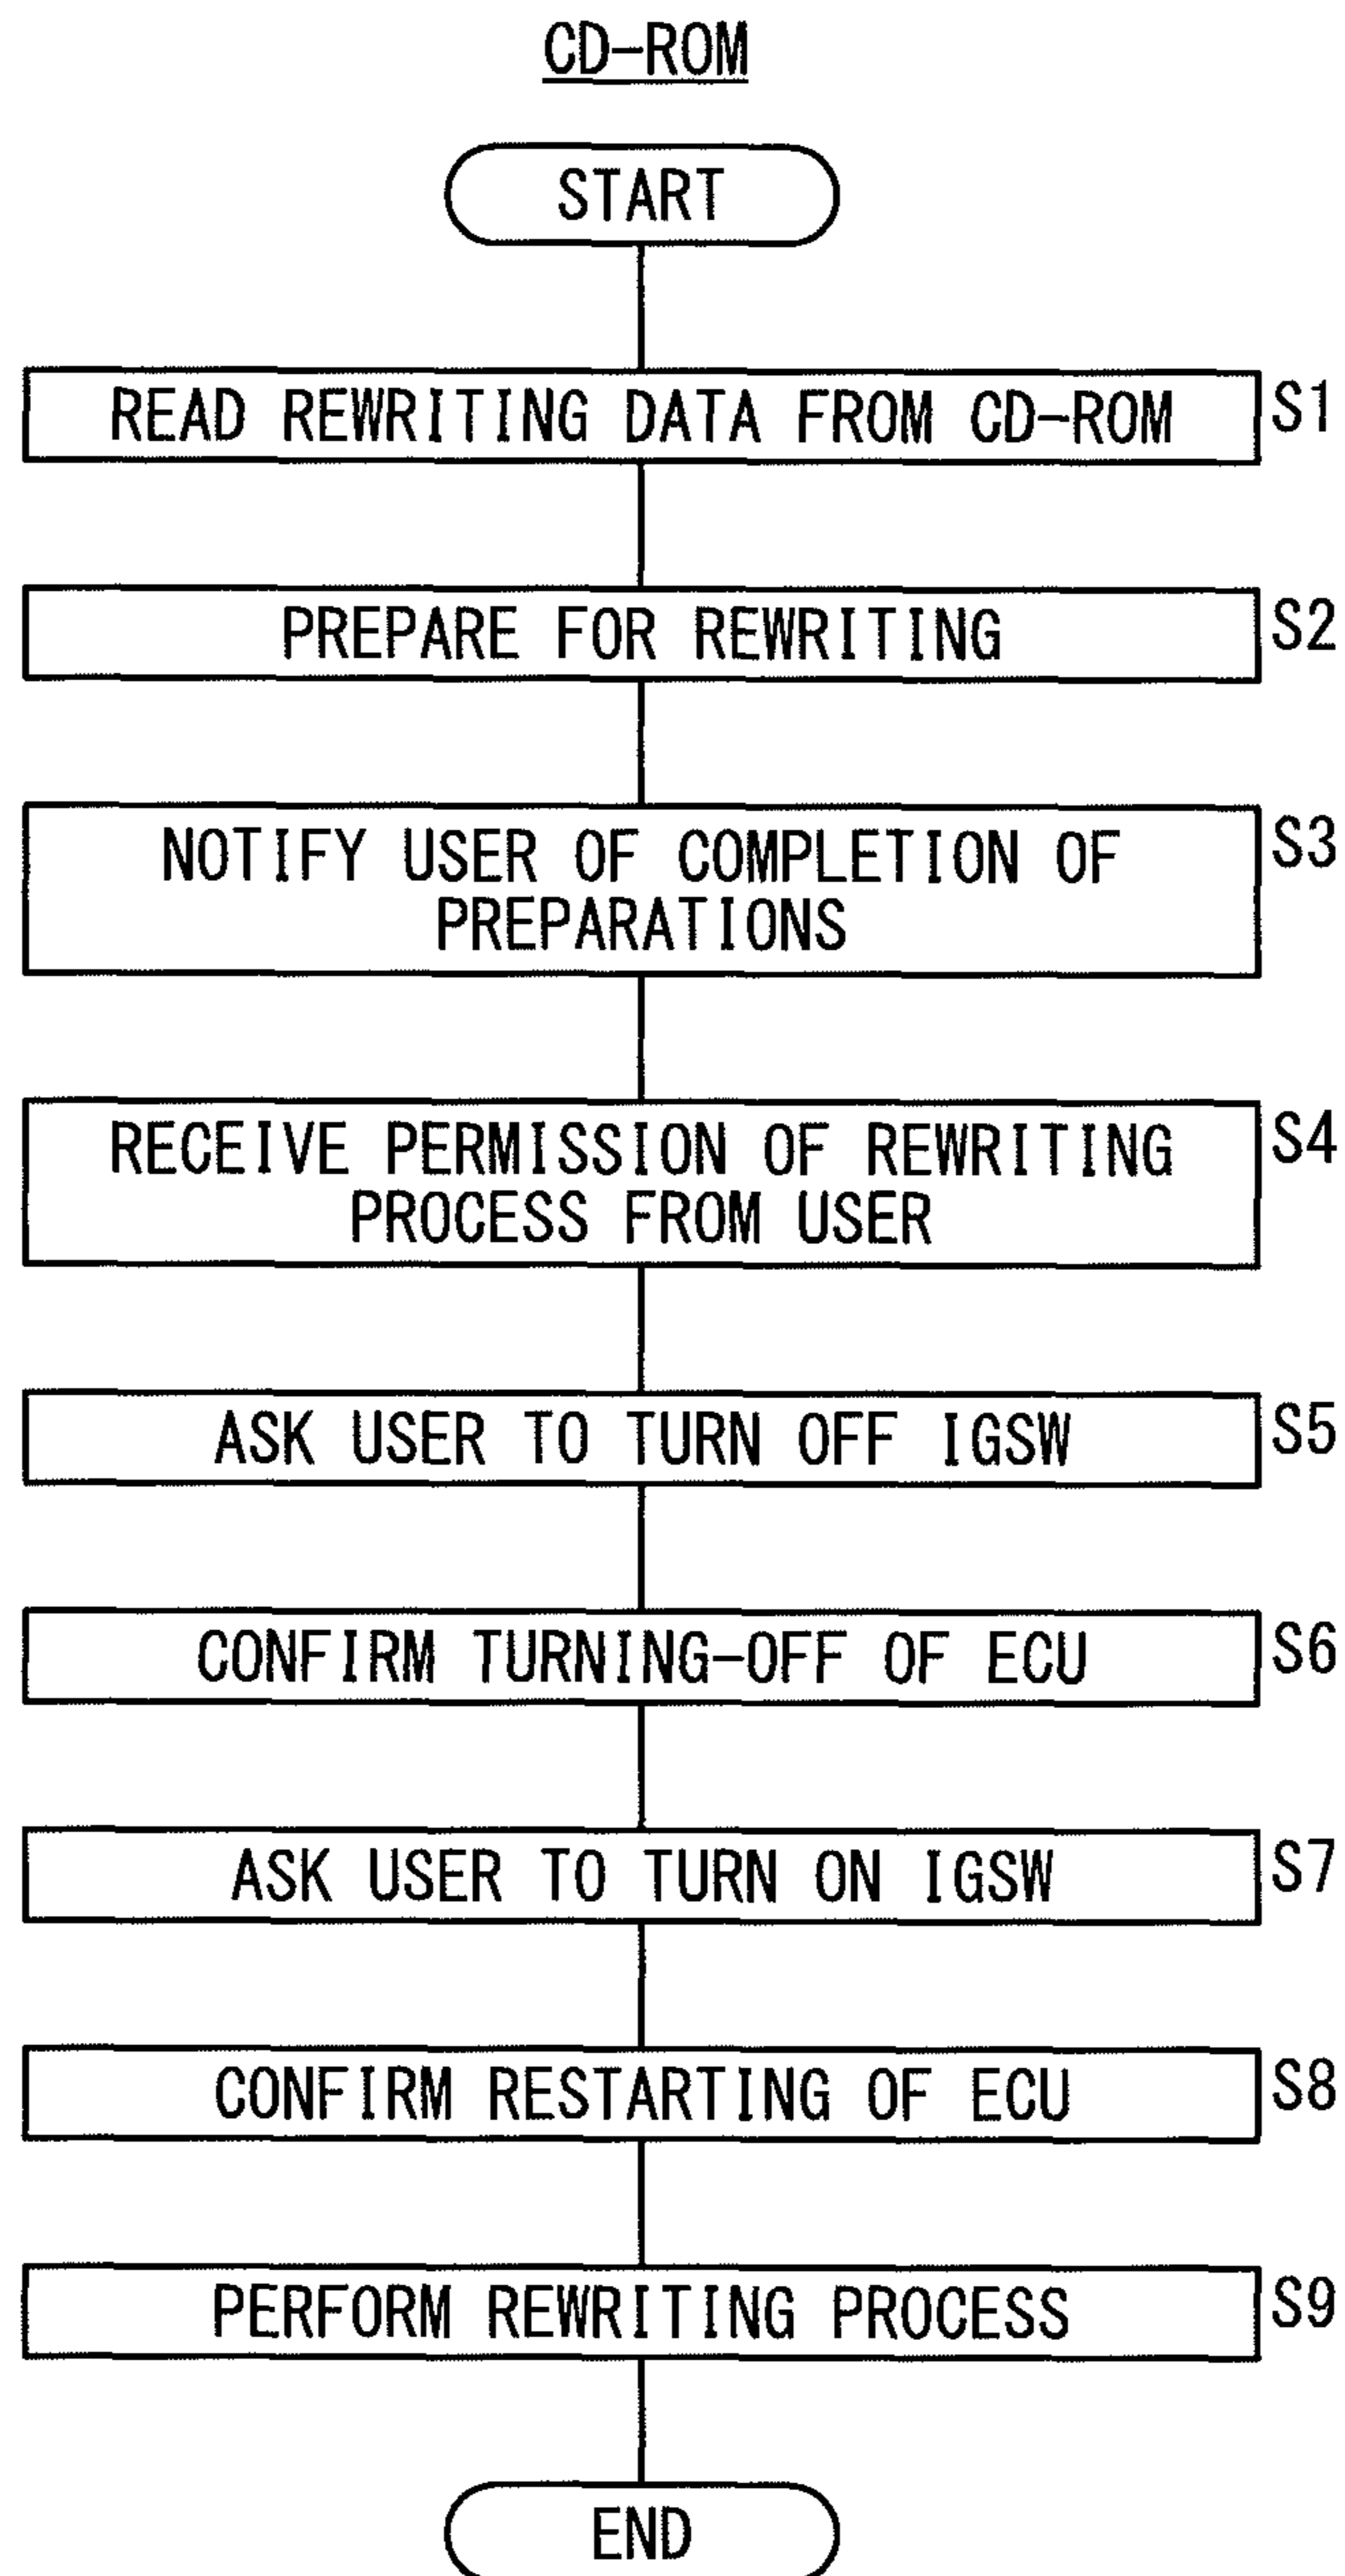 CD-ROM
START
READ REWRITING DATA FROM CD-ROM S1
PREPARE FOR REWRITING S2
NOTIFY USER OF COMPLETION OF S3
PREPARATIONS
RECEIVE PERMISSION OF REWRITING S4
PROCESS FROM USER
ASK USER TO TURN OFF IGSW S5
CONFIRM TURNING-OFF OF ECU S6
ASK USER TO TURN ON IGSW S7
CONFIRM RESTARTING OF ECU S8
PERFORM REWRITING PROCESS S9
END